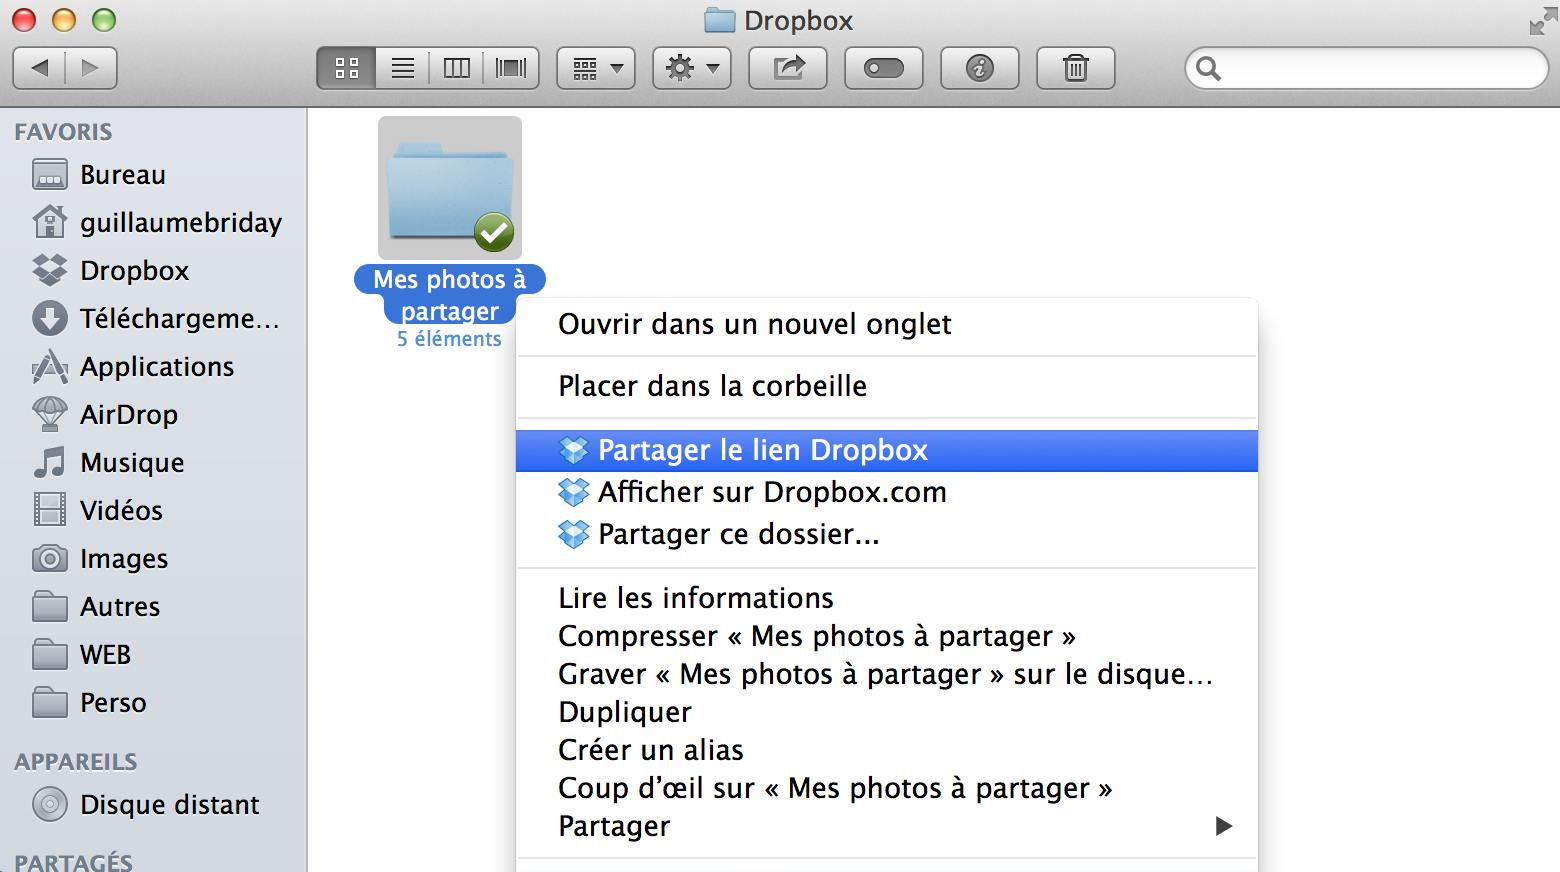 Dropbox
FAVORIS
Bureau
guillaumebriday
Dropbox
Téléchargeme…
Applications
AirDrop
Musique
Vidéos
Images
Autres
WEB
Perso
APPAREILS
Disque distant
PARTAGÉS
Mes photos à
partager
5 éléments
Ouvrir dans un nouvel onglet
Placer dans la corbeille
Partager le lien Dropbox
Afficher sur Dropbox.com
Partager ce dossier...
Lire les informations
Compresser « Mes photos à partager »
Graver « Mes photos à partager » sur le disque…
Dupliquer
Créer un alias
Coup d’œil sur « Mes photos à partager »
Partager